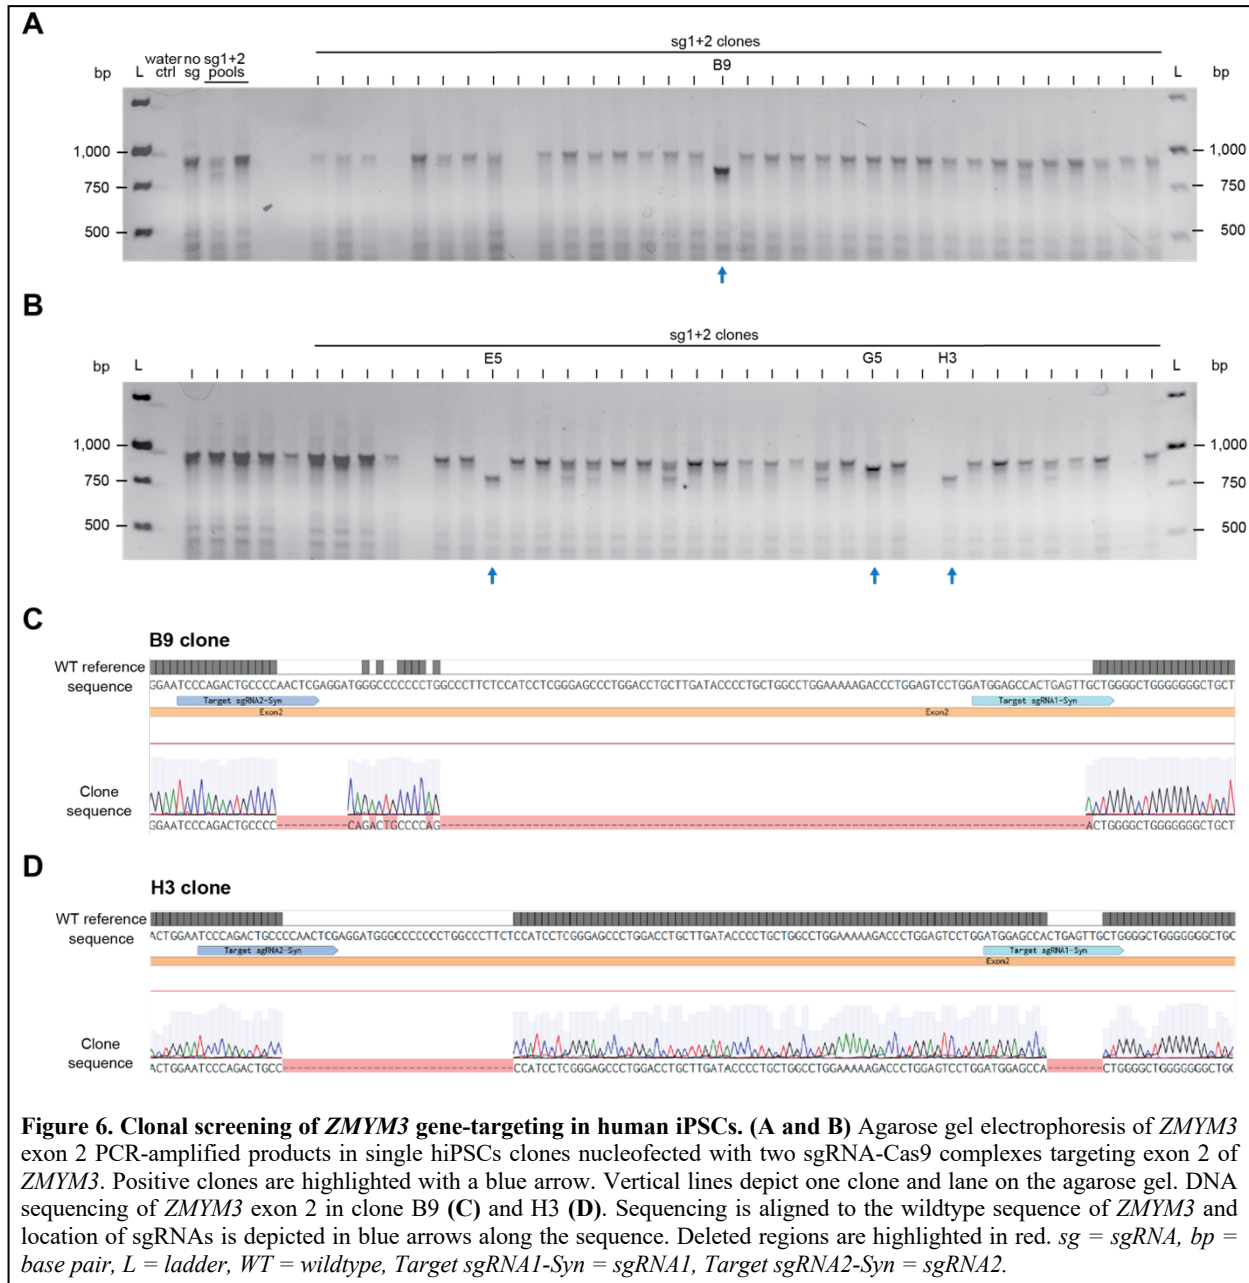 A
sg1+2 clones
water no sg1+2
bp L ctrl sg pools B9 L bp
1,000 1,000
750 750
500 500
B
sg1+2 clones
E5 G5 H3
bp L L bp
1,000 1,000
750 750
500 500
C
B9 clone
WT reference
sequence
GGAATCCCAGACTGCCCCAACTCGAGGATGGGCCCCCCCTGGCCCTTCTCCATCCTCGGGAGCCCTGGACCTGCTTGATACCCCTGCTGGCCTGGAAAAAGACCCTGGAGTCCTGGATGGAGCCACTGAGTTGCTGGGGCTGGGGGGGCTGCT
Target sgRNA2-Syn Target sgRNA1-Syn
Exon2 Exon2
Clone
sequence
GGAATCCCAGACTGCCCC----------CAGACTGCCCCAG--------------------------------------------------------------------------------------------ACTGGGGCTGGGGGGGCTGCT
D
H3 clone
WT reference
sequence
ACTGGAATCCCAGACTGCCCCAACTCGAGGATGGGCCCCCCCTGGCCCTTCTCCATCCTCGGGAGCCCTGGACCTGCTTGATACCCCTGCTGGCCTGGAAAAAGACCCTGGAGTCCTGGATGGAGCCACTGAGTTGCTGGGGCTGGGGGGGCTGC
Target sgRNA2-Syn Target sgRNA1-Syn
Exon2
Clone
sequence
ACTGGAATCCCAGACTGCC---------------------------------CCATCCTCGGGAGCCCTGGACCTGCTTGATACCCCTGCTGGCCTGGAAAAAGACCCTGGAGTCCTGGATGGAGCCA--------CTGGGGCTGGGGGGGCTGC
Figure 6. Clonal screening of ZMYM3 gene-targeting in human iPSCs. (A and B) Agarose gel electrophoresis of ZMYM3
exon 2 PCR-amplified products in single hiPSCs clones nucleofected with two sgRNA-Cas9 complexes targeting exon 2 of
ZMYM3. Positive clones are highlighted with a blue arrow. Vertical lines depict one clone and lane on the agarose gel. DNA
sequencing of ZMYM3 exon 2 in clone B9 (C) and H3 (D). Sequencing is aligned to the wildtype sequence of ZMYM3 and
location of sgRNAs is depicted in blue arrows along the sequence. Deleted regions are highlighted in red. sg = sgRNA, bp =
base pair, L = ladder, WT = wildtype, Target sgRNA1-Syn = sgRNA1, Target sgRNA2-Syn = sgRNA2.